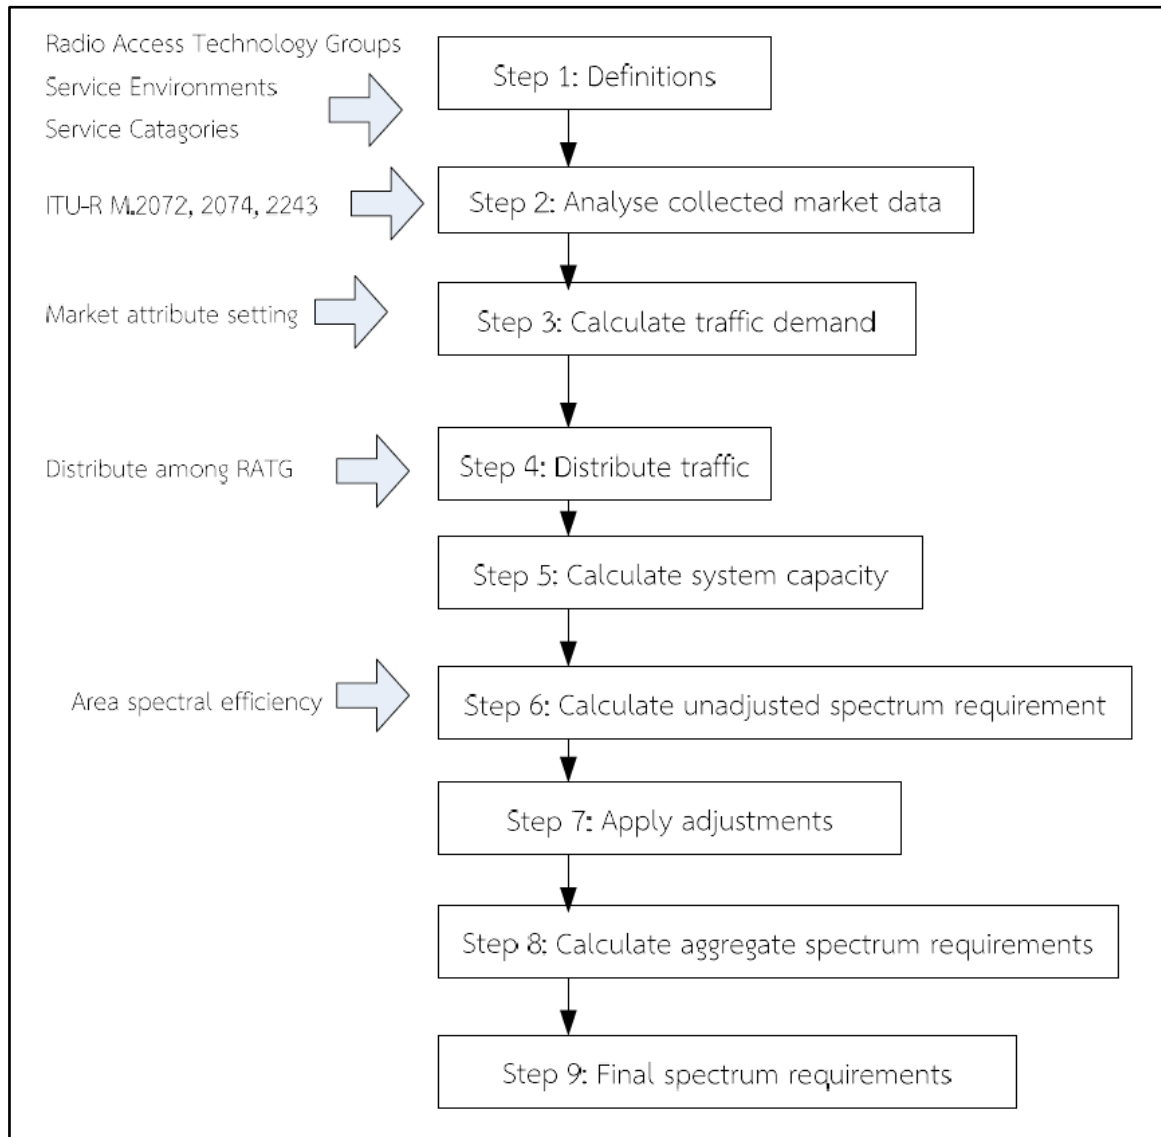 Radio Access Technology Groups
Service Environments
Service Catagories
Step 1: Definitions
ITU-R M.2072, 2074, 2243
Step 2: Analyse collected market data
Market attribute setting
Step 3: Calculate traffic demand
Distribute among RATG
Step 4: Distribute traffic
Step 5: Calculate system capacity
Area spectral efficiency
Step 6: Calculate unadjusted spectrum requirement
Step 7: Apply adjustments
Step 8: Calculate aggregate spectrum requirements
Step 9: Final spectrum requirements